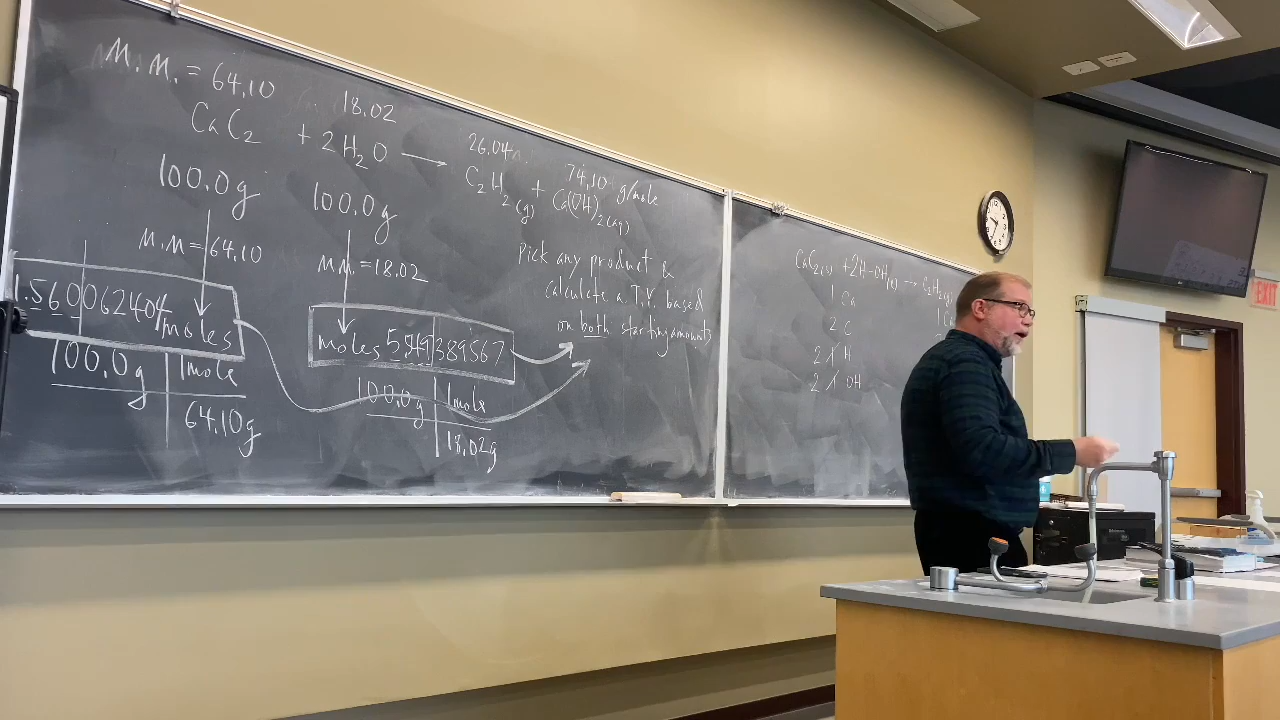 M.M. = 64.10
18.02
26.04
74.10 g/mole
CaC2 + 2H2O → C2H2(g) + Ca(OH)2(aq)
100.0g
100.0g
M.M=64.10
M.M.=18.02
1.560062404 moles
moles 5.549389567
100.0g | 1mole
64.10g
100.0g | 1mole
18.02g
Pick any product &
calculate a T.Y. based
on both starting amounts
CaC2(s) + 2H-OH(l) → C2H2(g)
1 Ca
1 Ca
2 C
2 H
2 OH
EXIT